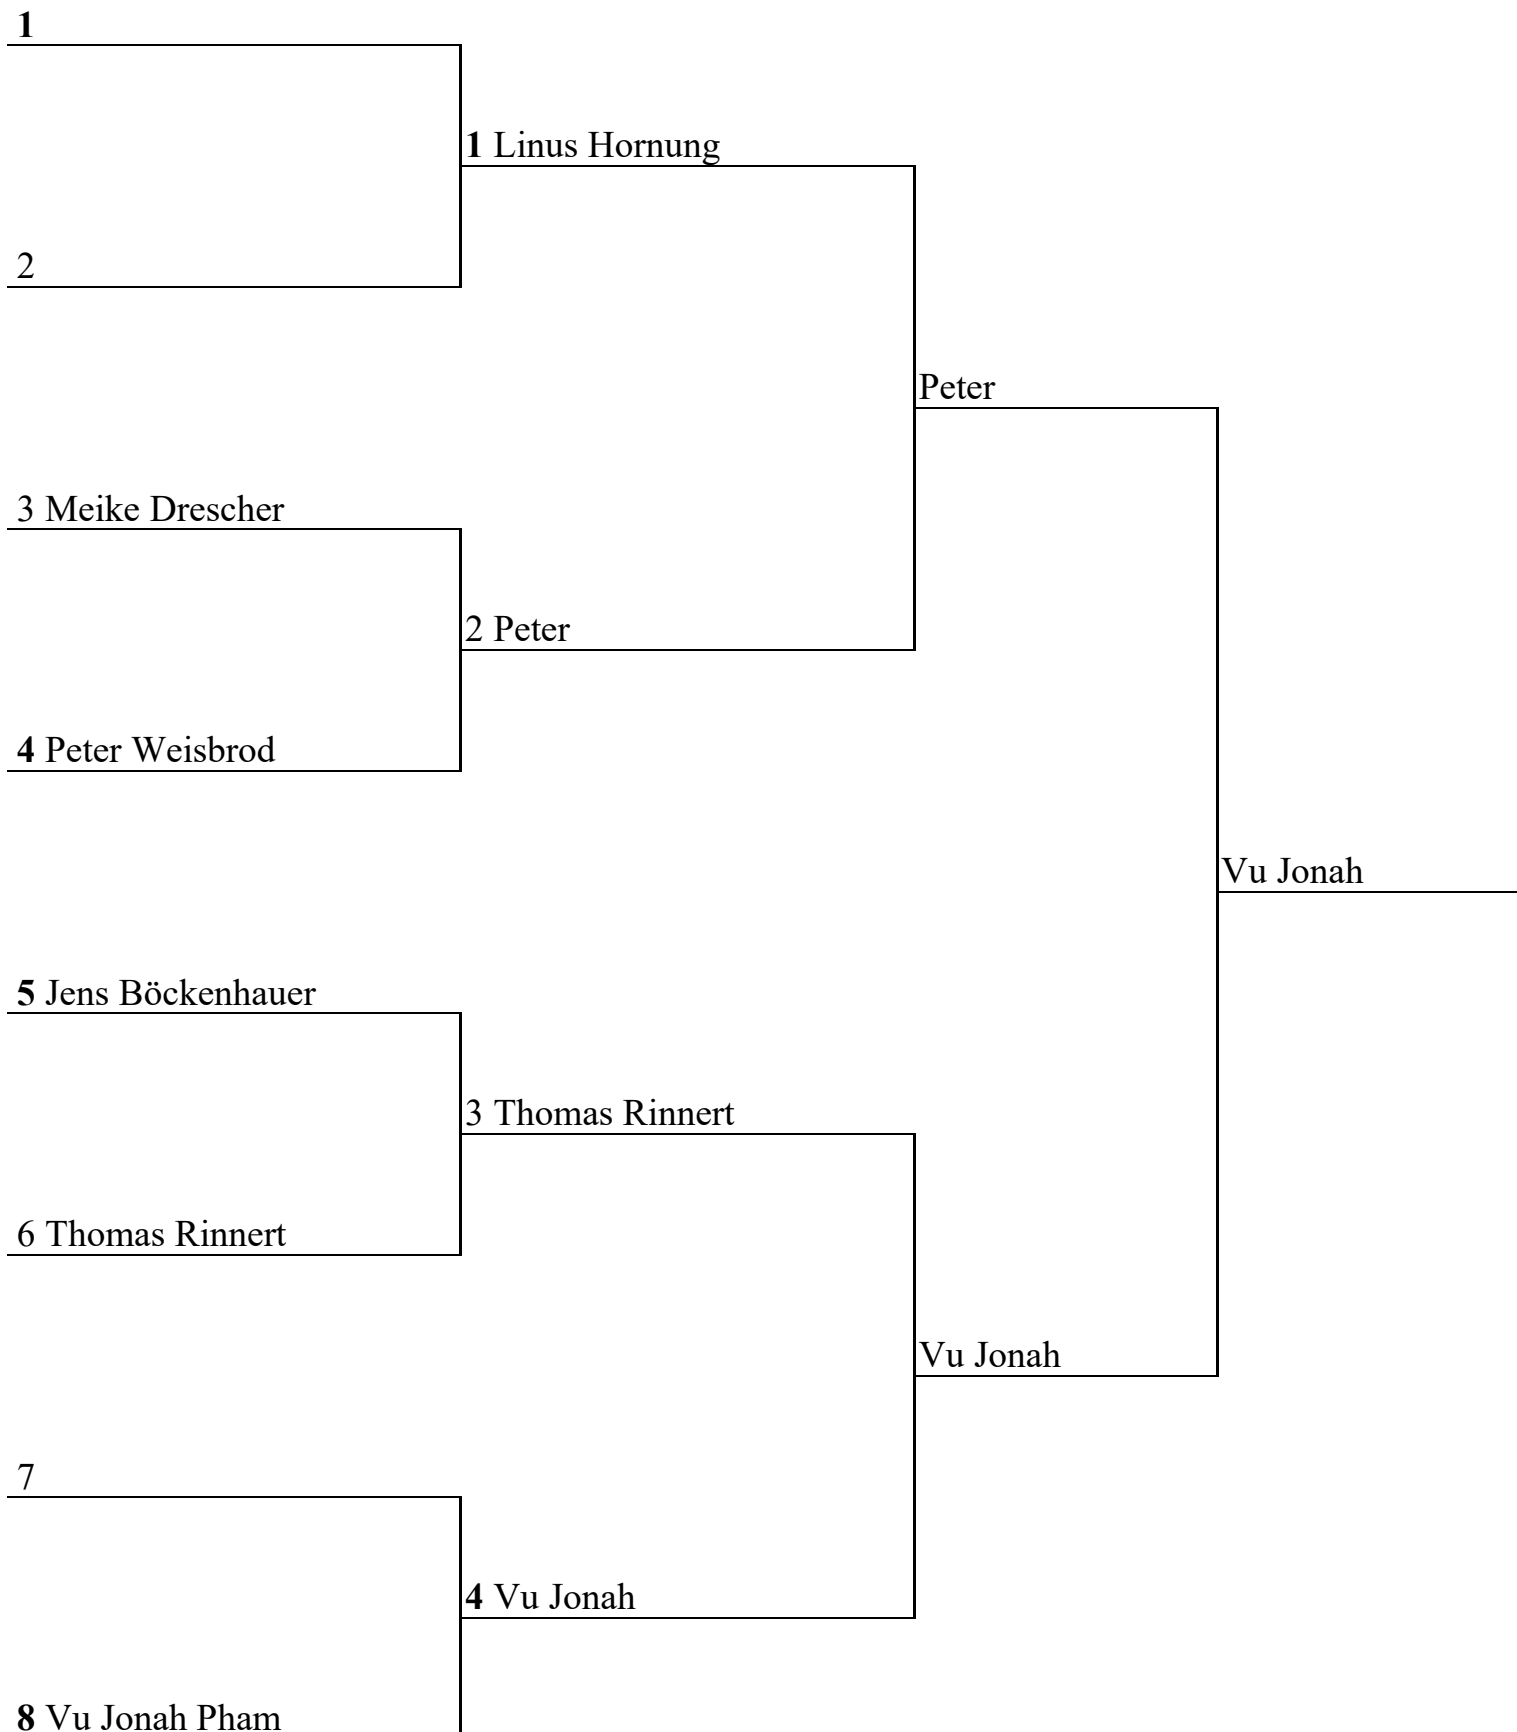 1
1 Linus Hornung
2
Peter
3 Meike Drescher
2 Peter
4 Peter Weisbrod
Vu Jonah
5 Jens Böckenhauer
3 Thomas Rinnert
6 Thomas Rinnert
Vu Jonah
7
4 Vu Jonah
8 Vu Jonah Pham